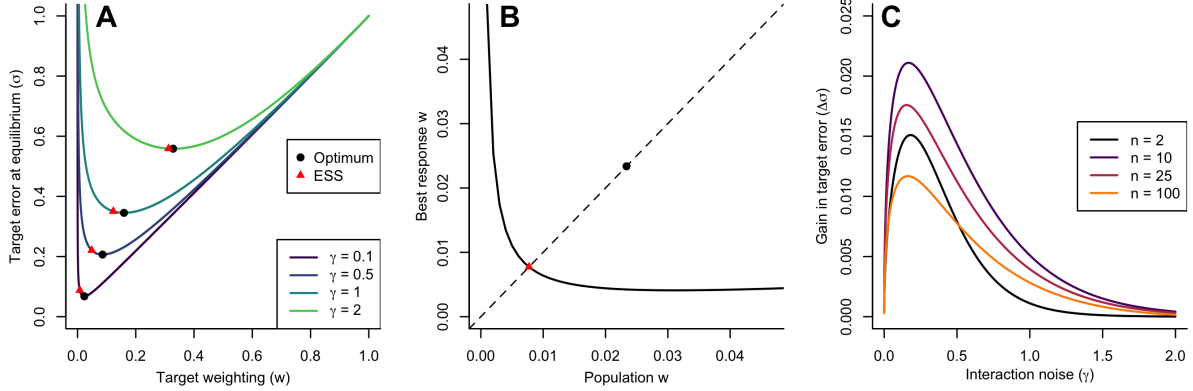 A
Target error at equilibrium (σ)
1.0
0.8
0.6
0.4
0.2
0.0
0.0 0.2 0.4 0.6 0.8 1.0
Target weighting (w)
Optimum
ESS
γ = 0.1
γ = 0.5
γ = 1
γ = 2
B
Best response w
0.04
0.03
0.02
0.01
0.00
0.00 0.01 0.02 0.03 0.04
Population w
C
Gain in target error (Δσ)
0.025
0.020
0.015
0.010
0.005
0.000
0.0 0.5 1.0 1.5 2.0
Interaction noise (γ)
n = 2
n = 10
n = 25
n = 100